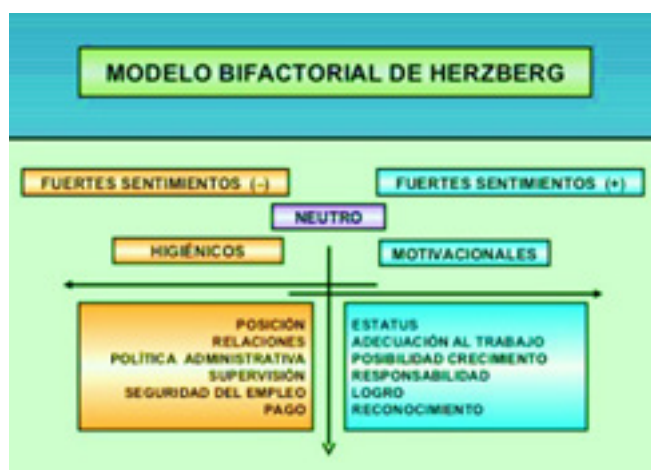 MODELO BIFACTORIAL DE HERZBERG
FUERTES SENTIMIENTOS (–)
FUERTES SENTIMIENTOS (+)
NEUTRO
HIGIÉNICOS
MOTIVACIONALES
POSICIÓN
RELACIONES
POLÍTICA ADMINISTRATIVA
SUPERVISIÓN
SEGURIDAD DEL EMPLEO
PAGO
ESTATUS
ADECUACIÓN AL TRABAJO
POSIBILIDAD CRECIMIENTO
RESPONSABILIDAD
LOGRO
RECONOCIMIENTO